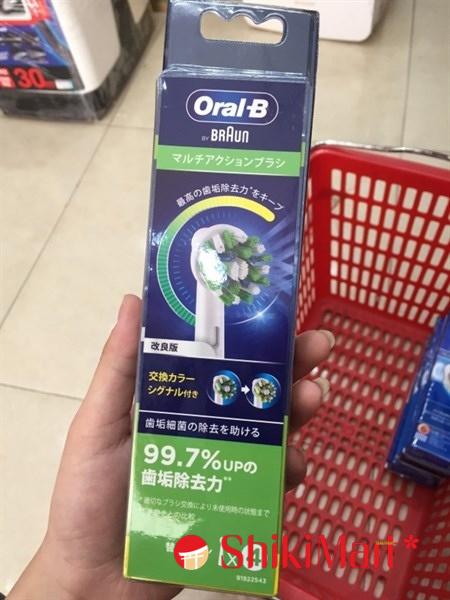 30
Oral-B
BY BRAUN
マルチアクションブラシ
最高の歯垢除去力*をキープ
改良版
交換カラー
シグナル付き
歯垢細菌の除去を助ける
99.7%UPの
歯垢除去力**
ShikiMart*
91822543